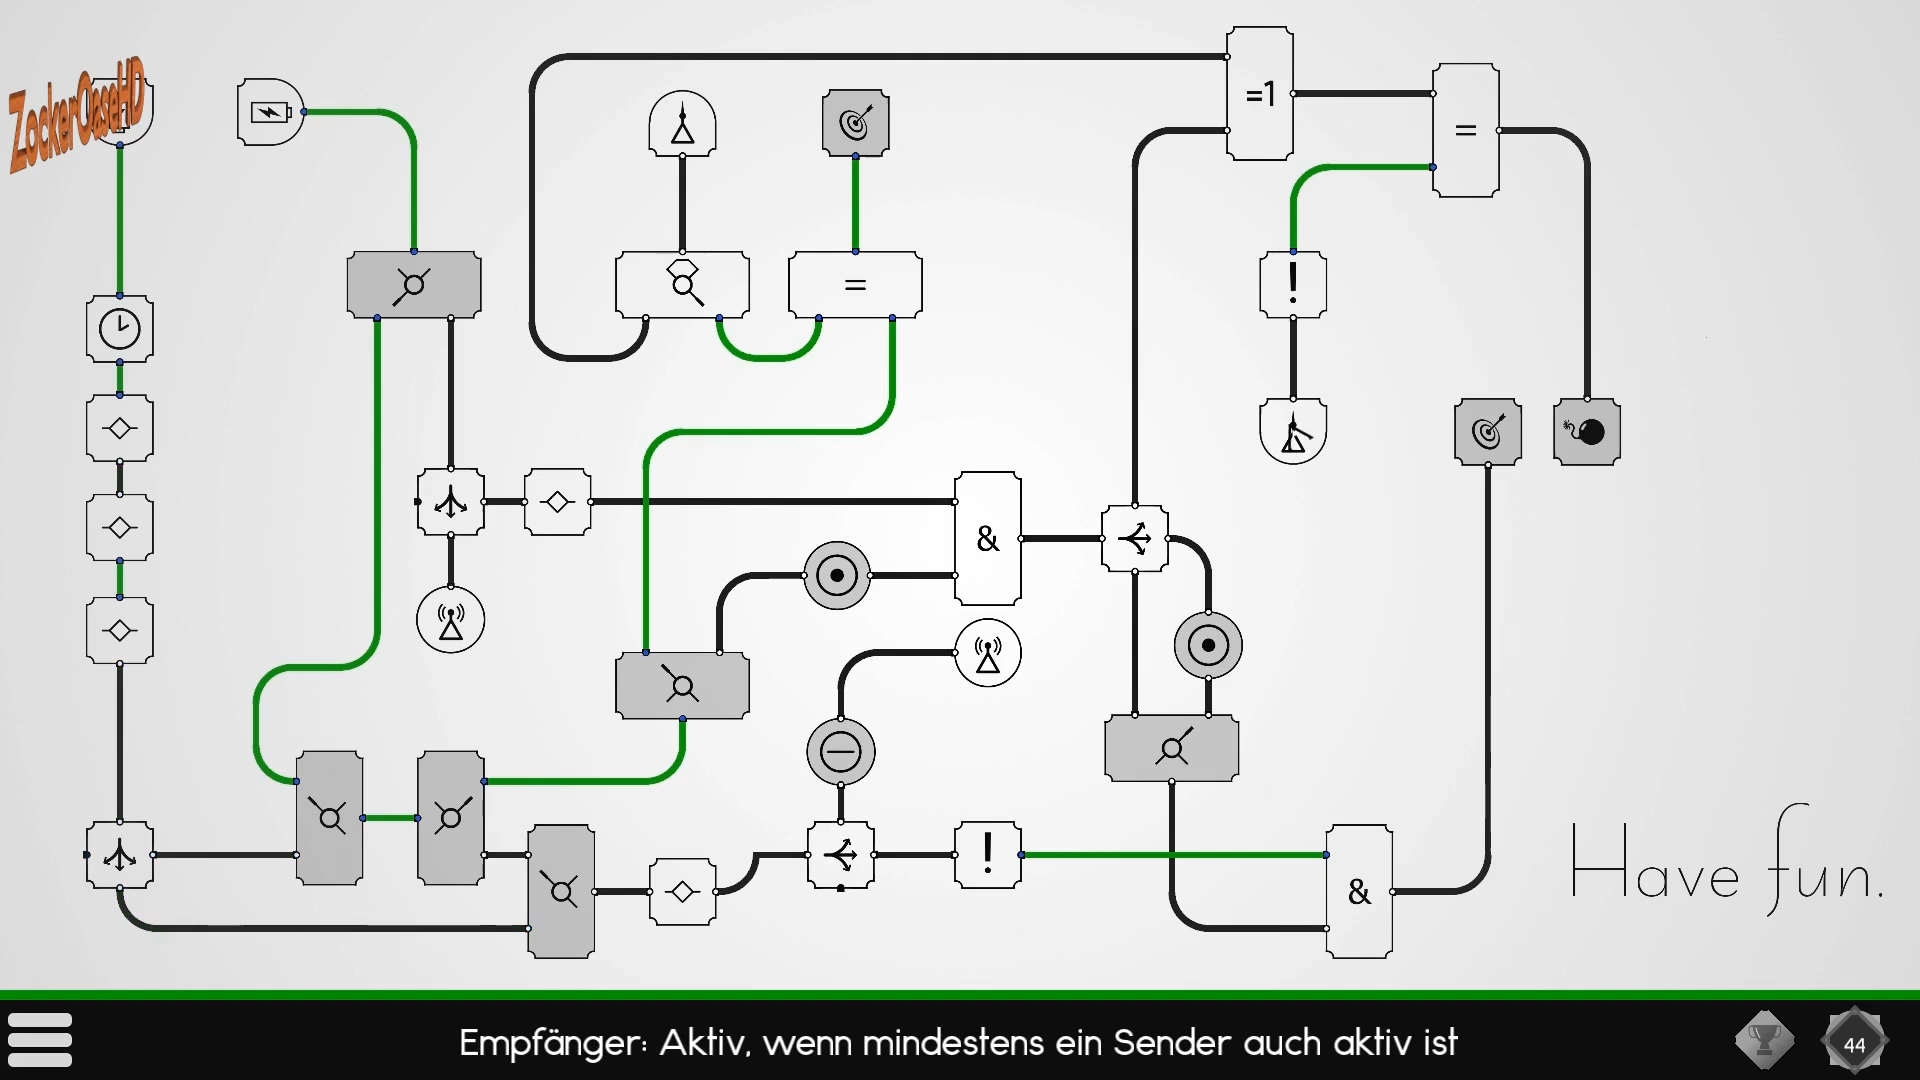 ZockerOaseHD
=1
=
=
!
&
&
!
Have fun.
Empfänger: Aktiv, wenn mindestens ein Sender auch aktiv ist
44